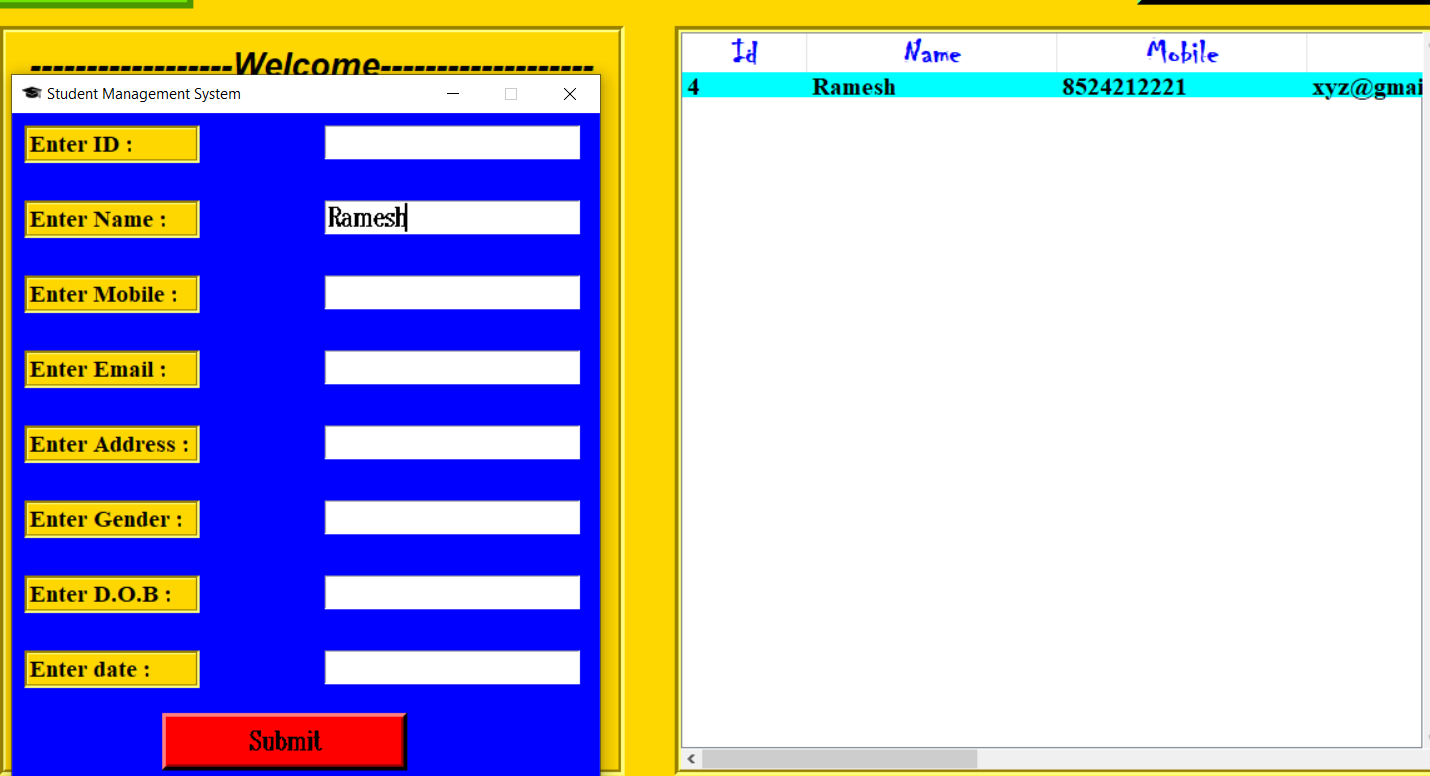 ------------------Welcome-------------------
Student Management System
Enter ID :
Enter Name : Ramesh
Enter Mobile :
Enter Email :
Enter Address :
Enter Gender :
Enter D.O.B :
Enter date :
Submit
Id Name Mobile
4 Ramesh 8524212221 xyz@gmai